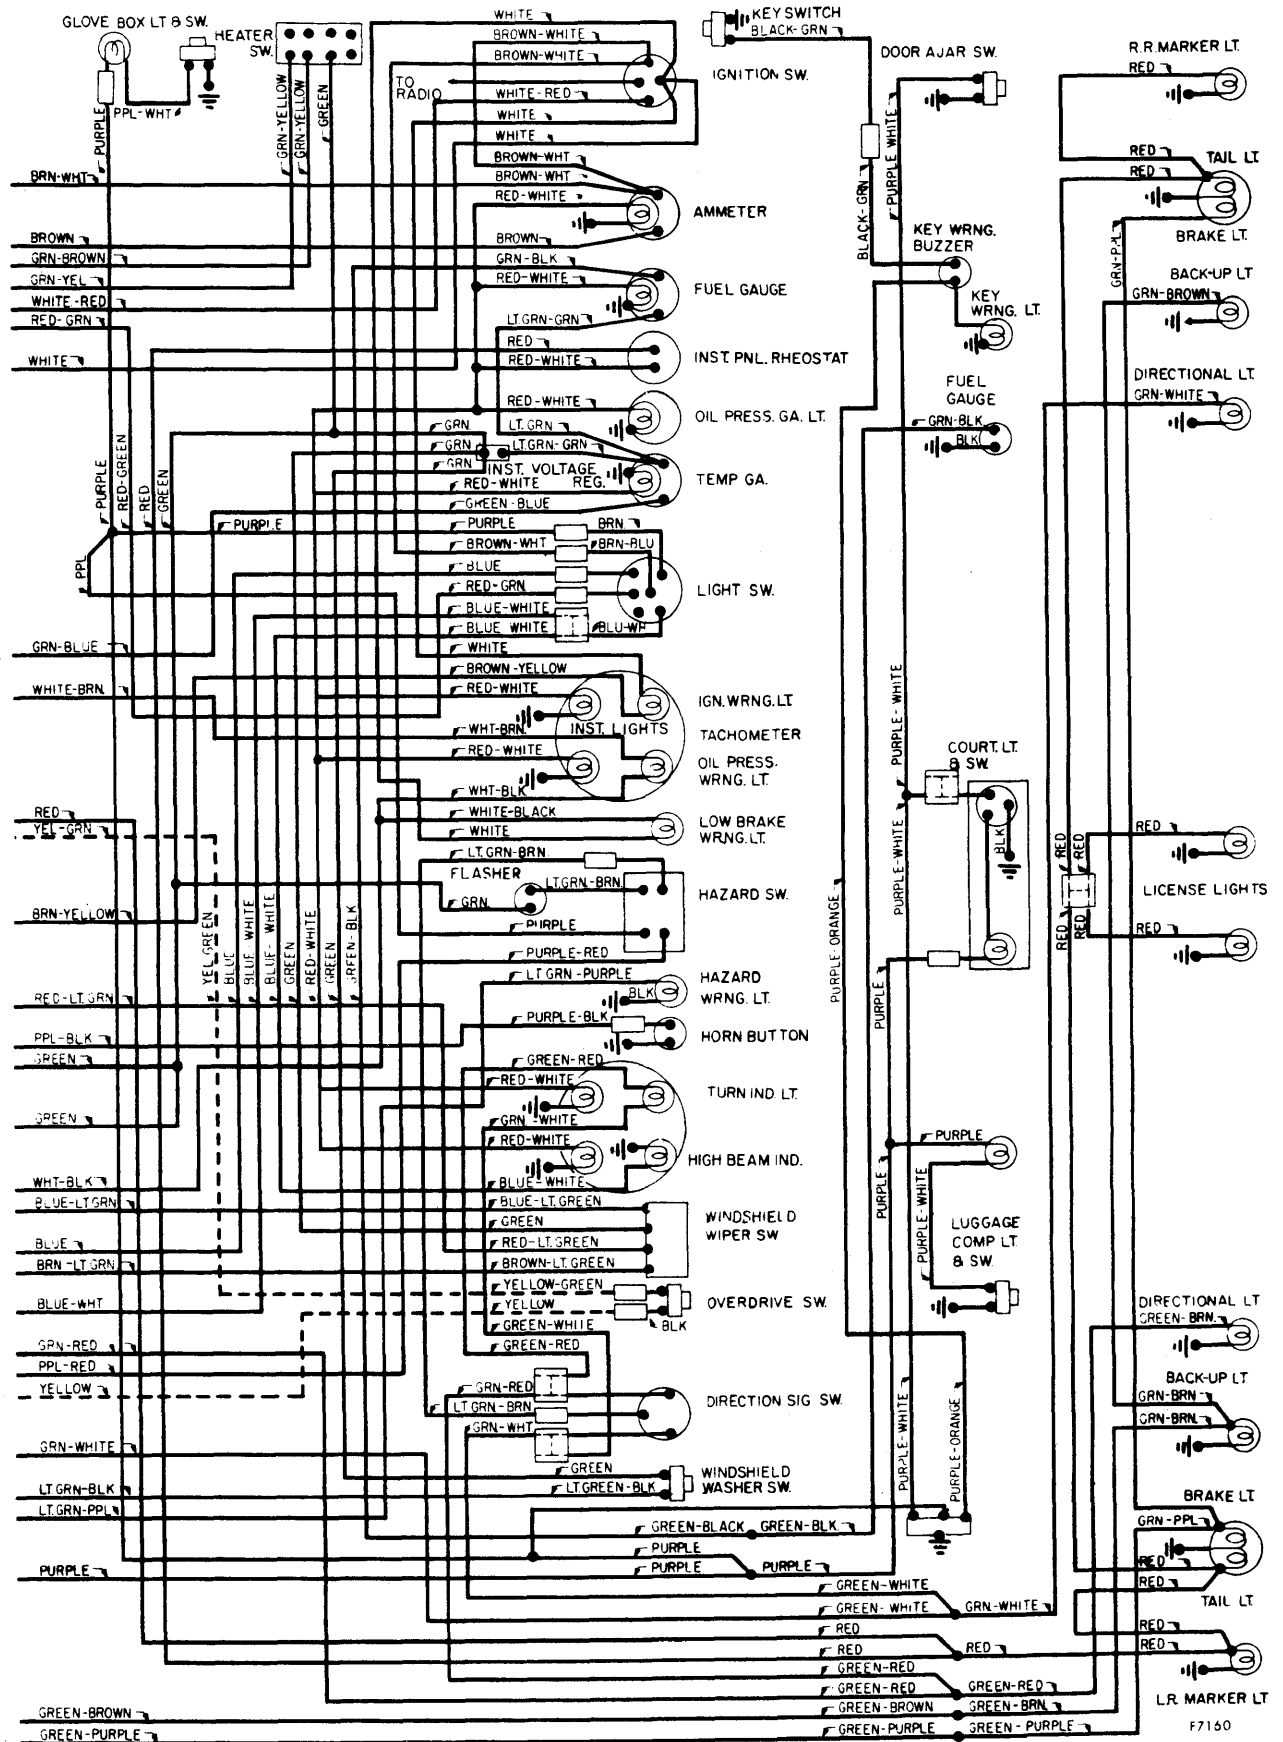 GLOVE BOX LT & SW.
HEATER SW.
WHITE
BROWN-WHITE
BROWN-WHITE
TO RADIO
WHITE-RED
WHITE
WHITE
IGNITION SW.
KEY SWITCH
BLACK-GRN
DOOR AJAR SW.
R.R.MARKER LT.
RED
PPL-WHT
PURPLE
GRN-YELLOW
GRN-YELLOW
GREEN
BRN-WHT
BROWN-WHT
BROWN-WHT
RED-WHITE
AMMETER
BLACK-GRN
PURPLE WHITE
RED
RED
TAIL LT.
BRAKE LT.
BROWN
GRN-BROWN
GRN-YEL
WHITE-RED
RED-GRN
WHITE
BROWN
GRN-BLK
RED-WHITE
FUEL GAUGE
LT.GRN-GRN
RED
RED-WHITE
INST. PNL. RHEOSTAT
KEY WRNG. BUZZER
KEY WRNG. LT.
GRN-PPL
BACK-UP LT
GRN-BROWN
DIRECTIONAL LT.
GRN-WHITE
FUEL GAUGE
GRN-BLK
BLK
RED-WHITE
OIL PRESS. GA. LT.
GRN.
LT.GRN
GRN
LT.GRN-GRN
GRN
INST. VOLTAGE REG.
RED-WHITE
GREEN-BLUE
TEMP GA.
PURPLE
RED-GREEN
RED
GREEN
PURPLE
PPL
PURPLE
BRN.
BROWN-WHT
BRN-BLU
BLUE
RED-GRN.
BLUE-WHITE
BLUE WHITE
BLU-WH
LIGHT SW.
GRN-BLUE
WHITE-BRN.
WHITE
BROWN-YELLOW
RED-WHITE
IGN. WRNG. LT
INST. LIGHTS
WHT-BRN.
TACHOMETER
RED-WHITE
OIL PRESS. WRNG. LT.
WHT-BLK
WHITE-BLACK
WHITE
LOW BRAKE WRNG. LT.
PURPLE-WHITE
PURPLE-WHITE
COURT. LT. & SW.
BLK
RED
YEL-GRN
LT.GRN-BRN.
FLASHER
LT.GRN-BRN.
GRN.
HAZARD SW.
BRN-YELLOW
PURPLE
PURPLE-RED
RED
RED
RED
RED
RED
LICENSE LIGHTS
RED
YEL GREEN
BLUE
BLUE WHITE
BLUE-WHITE
GREEN
RED-WHITE
GREEN
GREEN-BLK
PURPLE-ORANGE
PURPLE
RED-LT.GRN
LT GRN-PURPLE
BLK
HAZARD WRNG. LT.
PPL-BLK
PURPLE-BLK
HORN BUTTON
GREEN
GREEN-RED
RED-WHITE
TURN IND. LT.
GREEN
GRN-WHITE
RED-WHITE
HIGH BEAM IND.
PURPLE
PURPLE
PURPLE-WHITE
LUGGAGE COMP LT. & SW.
WHT-BLK
BLUE-LTGRN
BLUE-WHITE
BLUE-LT.GREEN
GREEN
RED-LT.GREEN
BROWN-LT.GREEN
WINDSHIELD WIPER SW
BLUE
BRN-LT.GRN
BLUE-WHT
YELLOW-GREEN
YELLOW
BLK
OVERDRIVE SW.
GREEN-WHITE
GREEN-RED
DIRECTIONAL LT
GREEN-BRN.
GRN-RED
PPL-RED
YELLOW
GRN-RED
LT GRN-BRN
GRN-WHT
DIRECTION SIG SW.
PURPLE-WHITE
PURPLE-ORANGE
BACK-UP LT
GRN-BRN
GRN-BRN.
GRN-WHITE
LT.GRN-BLK
LT.GRN-PPL
GREEN
LT.GREEN-BLK
WINDSHIELD WASHER SW.
BRAKE LT.
GRN-PPL
RED
RED
TAIL LT.
GREEN-BLACK
GREEN-BLK.
PURPLE
PURPLE
PURPLE
PURPLE
GREEN-WHITE
GREEN-WHITE
GRN-WHITE
RED
RED
RED
RED
RED
GREEN-RED
GREEN-RED
GREEN-RED
L.R. MARKER LT
GREEN-BROWN
GREEN-BROWN
GREEN-BRN.
GREEN-PURPLE
GREEN-PURPLE
GREEN-PURPLE
F7160